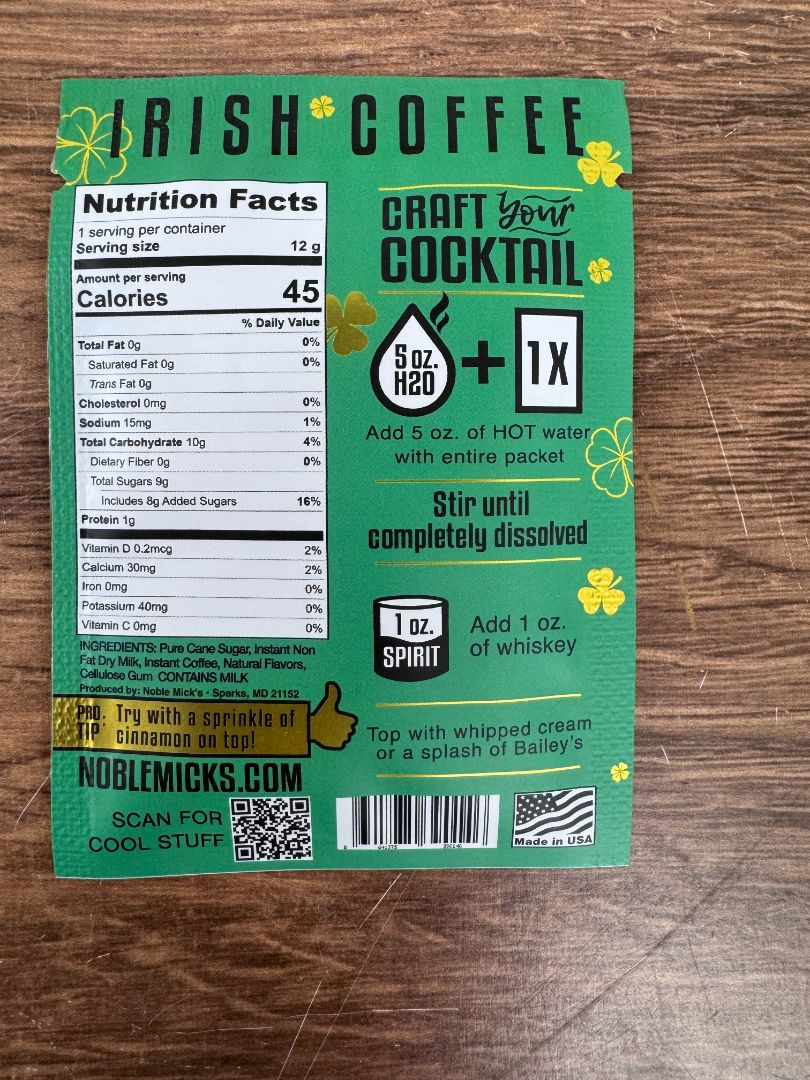 IRISH COFFEE
Nutrition Facts
1 serving per container
Serving size 12 g
Amount per serving
Calories 45
% Daily Value
Total Fat 0g 0%
Saturated Fat 0g 0%
Trans Fat 0g
Cholesterol 0mg 0%
Sodium 15mg 1%
Total Carbohydrate 10g 4%
Dietary Fiber 0g 0%
Total Sugars 9g
Includes 8g Added Sugars 16%
Protein 1g
Vitamin D 0.2mcg 2%
Calcium 30mg 2%
Iron 0mg 0%
Potassium 40mg 0%
Vitamin C 0mg 0%
INGREDIENTS: Pure Cane Sugar, Instant Non
Fat Dry Milk, Instant Coffee, Natural Flavors,
Cellulose Gum CONTAINS MILK
Produced by: Noble Mick's • Sparks, MD 21152
PRO TIP: Try with a sprinkle of
cinnamon on top!
NOBLEMICKS.COM
SCAN FOR
COOL STUFF
CRAFT your
COCKTAIL
5 oz.
H2O
+
1X
Add 5 oz. of HOT water
with entire packet
Stir until
completely dissolved
1 oz.
SPIRIT
Add 1 oz.
of whiskey
Top with whipped cream
or a splash of Bailey's
Made in USA